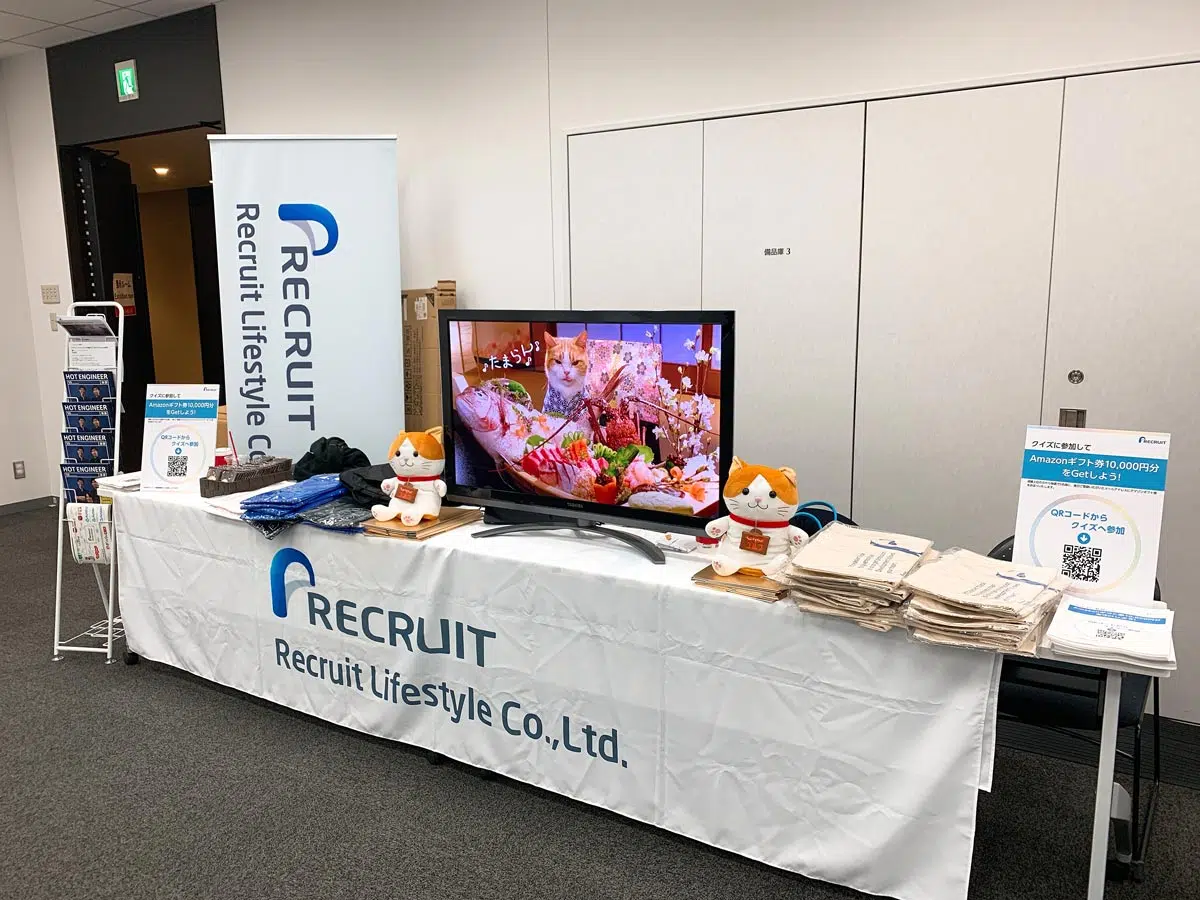 備品庫 3
RECRUIT
Recruit Lifestyle Co
♪たまらん♪
TOSHIBA
HOT ENGINEER
HOT ENGINEER
HOT ENGINEER
HOT ENGINEER
クイズに参加して
Amazonギフト券10,000円分
をGetしよう!
QRコードから
クイズへ参加
RECRUIT
Recruit Lifestyle Co.,Ltd.
クイズに参加して
RECRUIT
Amazonギフト券10,000円分
をGetしよう!
QRコードから
クイズへ参加